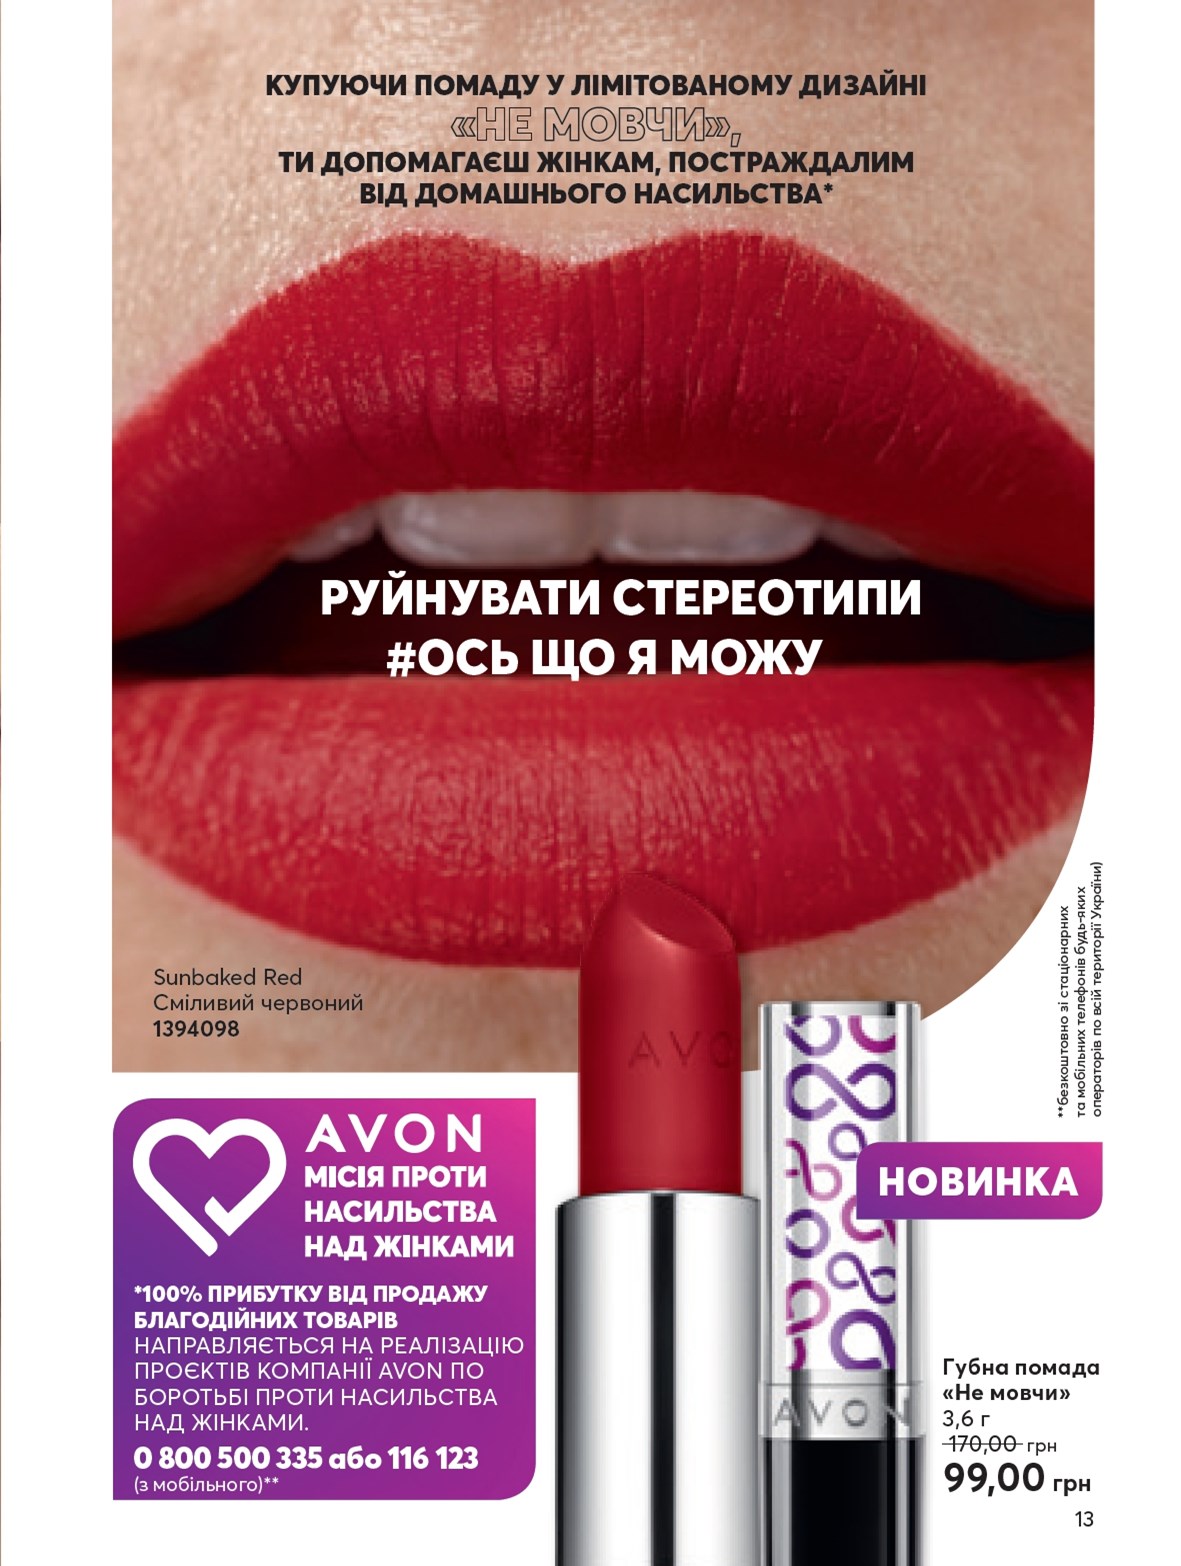 КУПУЮЧИ ПОМАДУ У ЛІМІТОВАНОМУ ДИЗАЙНІ
«НЕ МОВЧИ»,
ТИ ДОПОМАГАЄШ ЖІНКАМ, ПОСТРАЖДАЛИМ
ВІД ДОМАШНЬОГО НАСИЛЬСТВА*
РУЙНУВАТИ СТЕРЕОТИПИ
#ОСЬ ЩО Я МОЖУ
Sunbaked Red
Сміливий червоний
1394098
**безкоштовно зі стаціонарних
та мобільних телефонів будь-яких
операторів по всій території України)
AVO
НОВИНКА
AVON
МІСІЯ ПРОТИ
НАСИЛЬСТВА
НАД ЖІНКАМИ
*100% ПРИБУТКУ ВІД ПРОДАЖУ
БЛАГОДІЙНИХ ТОВАРІВ
НАПРАВЛЯЄТЬСЯ НА РЕАЛІЗАЦІЮ
ПРОЄКТІВ КОМПАНІЇ AVON ПО
БОРОТЬБІ ПРОТИ НАСИЛЬСТВА
НАД ЖІНКАМИ.
0 800 500 335 або 116 123
(з мобільного)**
AVON
Губна помада
«Не мовчи»
3,6 г
170,00 грн
99,00 грн
13